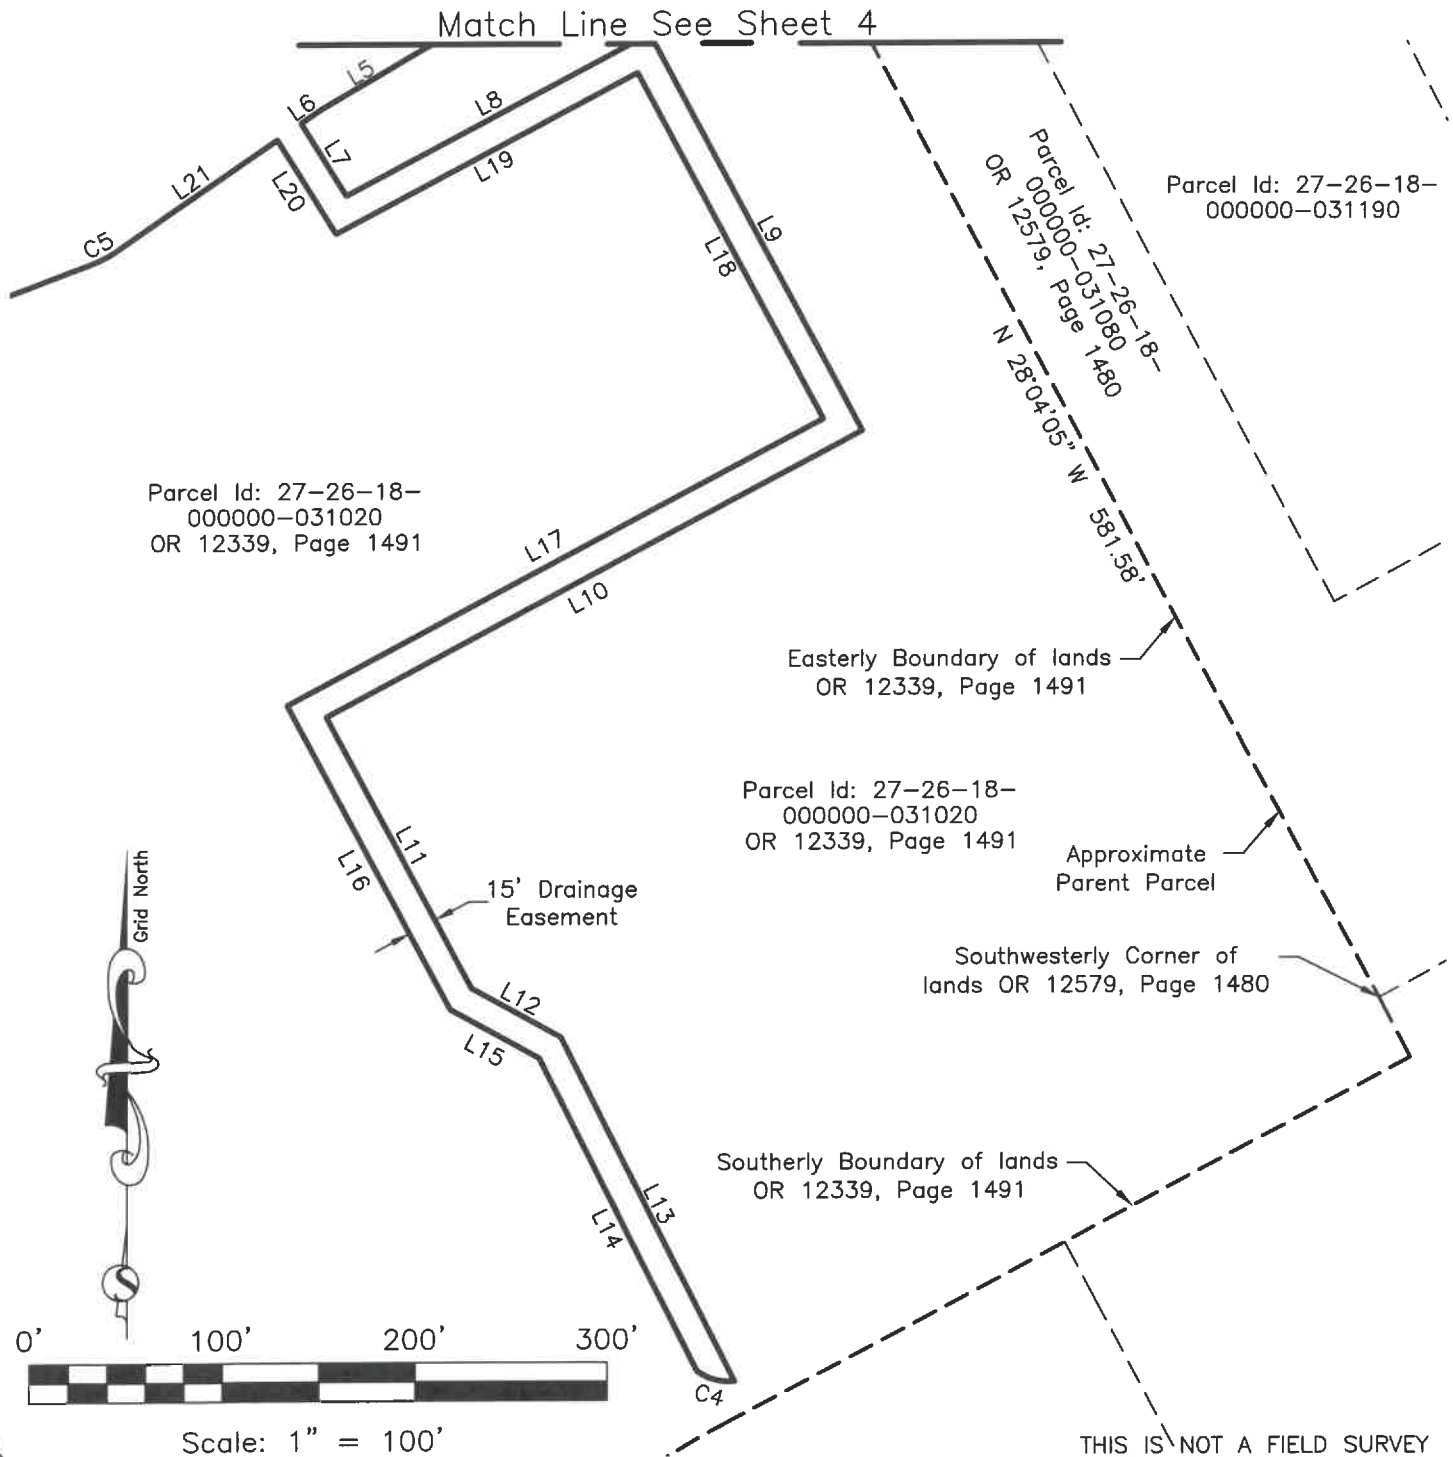 Match Line See Sheet 4
L5
L6
L8
L7
L19
L21
L20
C5
L9
L18
Parcel Id: 27-26-18-
000000-031080
OR 12579, Page 1480
Parcel Id: 27-26-18-
000000-031190
N 28°04'05" W 581.58'
Parcel Id: 27-26-18-
000000-031020
OR 12339, Page 1491
L17
L10
Easterly Boundary of lands
OR 12339, Page 1491
Parcel Id: 27-26-18-
000000-031020
OR 12339, Page 1491
L11
L16
Approximate
Parent Parcel
15' Drainage
Easement
Grid North
Southwesterly Corner of
lands OR 12579, Page 1480
L12
L15
Southerly Boundary of lands
OR 12339, Page 1491
L13
L14
C4
0' 100' 200' 300'
Scale: 1" = 100'
THIS IS NOT A FIELD SURVEY